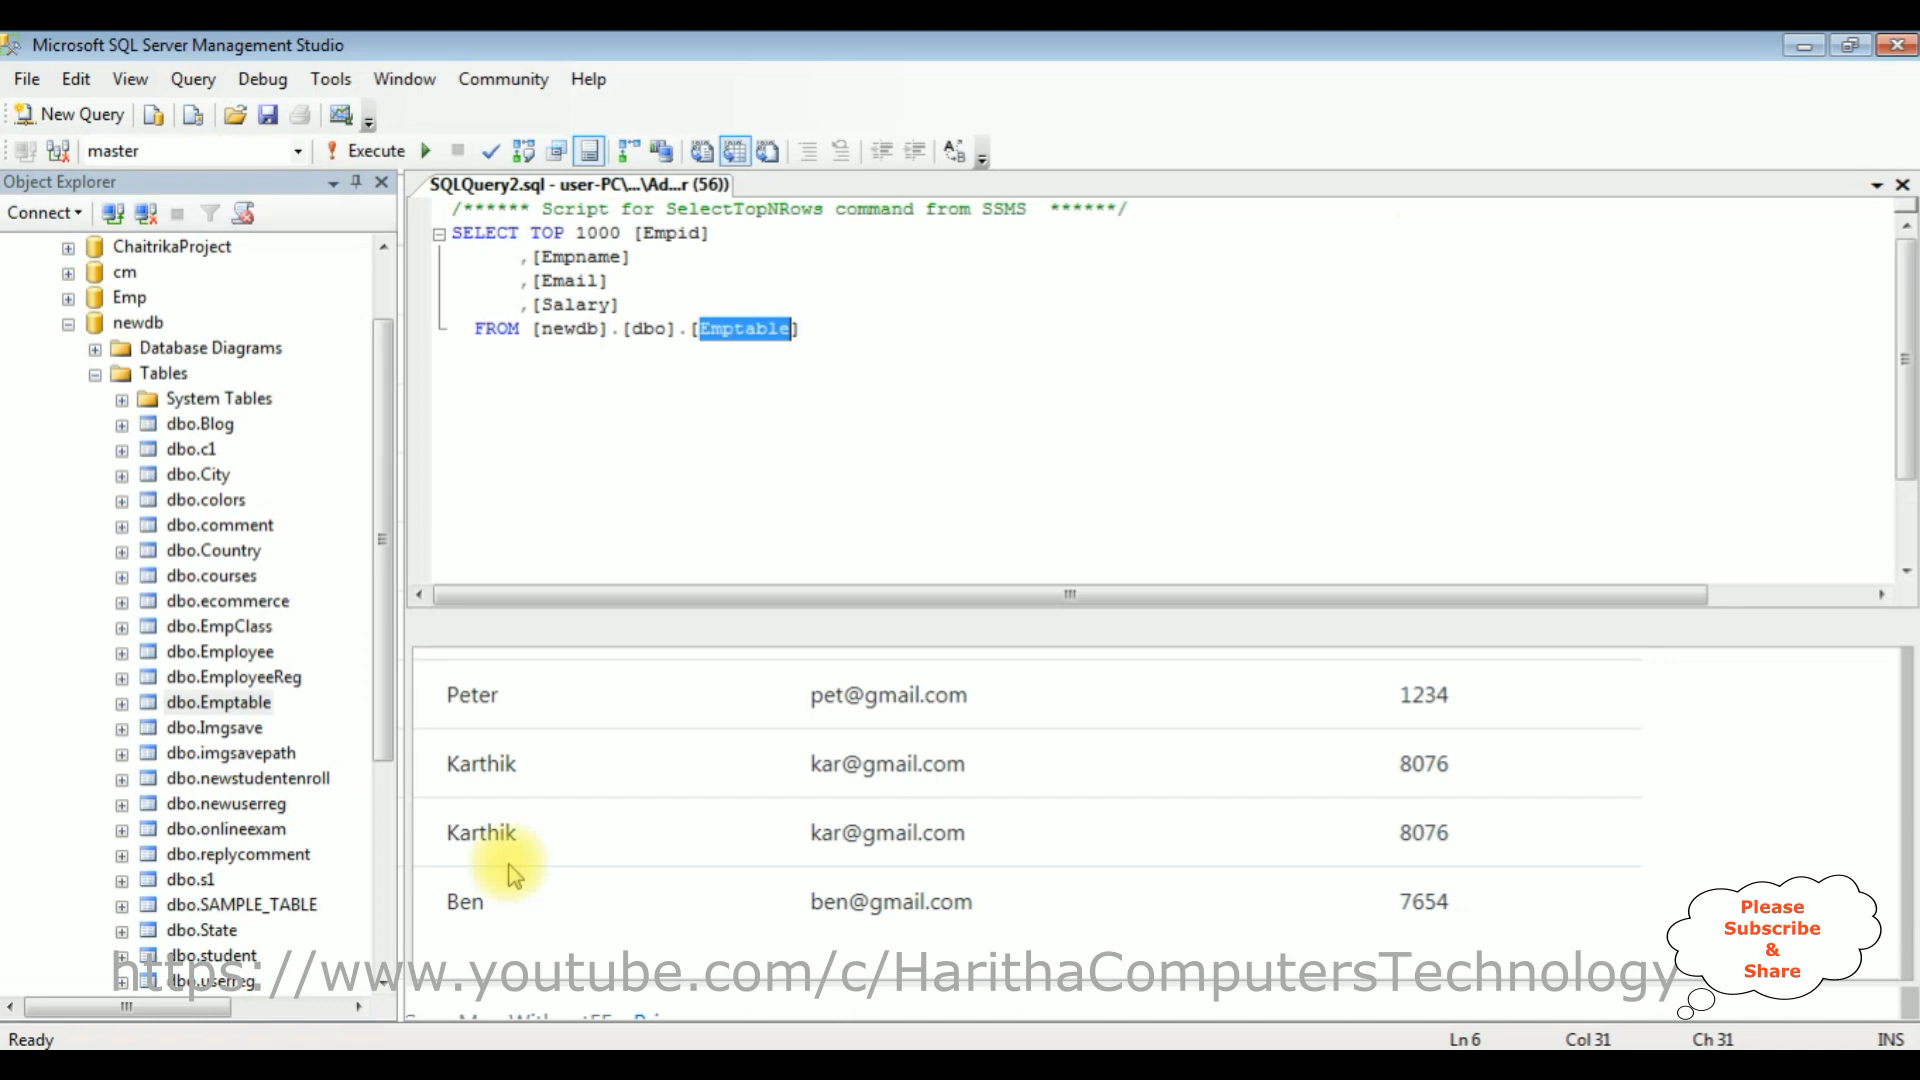 Microsoft SQL Server Management Studio
File Edit View Query Debug Tools Window Community Help
New Query
master
Execute
Object Explorer
Connect
ChaitrikaProject
cm
Emp
newdb
Database Diagrams
Tables
System Tables
dbo.Blog
dbo.c1
dbo.City
dbo.colors
dbo.comment
dbo.Country
dbo.courses
dbo.ecommerce
dbo.EmpClass
dbo.Employee
dbo.EmployeeReg
dbo.Emptable
dbo.Imgsave
dbo.imgsavepath
dbo.newstudentenroll
dbo.newuserreg
dbo.onlineexam
dbo.replycomment
dbo.s1
dbo.SAMPLE_TABLE
dbo.State
dbo.student
dbo.userreg
SQLQuery2.sql - user-PC\...\Ad...r (56))
/****** Script for SelectTopNRows command from SSMS ******/
SELECT TOP 1000 [Empid]
,[Empname]
,[Email]
,[Salary]
FROM [newdb].[dbo].[Emptable]
Peter pet@gmail.com 1234
Karthik kar@gmail.com 8076
Karthik kar@gmail.com 8076
Ben ben@gmail.com 7654
Please
Subscribe
&
Share
https://www.youtube.com/c/HarithaComputersTechnology
Ready Ln 6 Col 31 Ch 31 INS